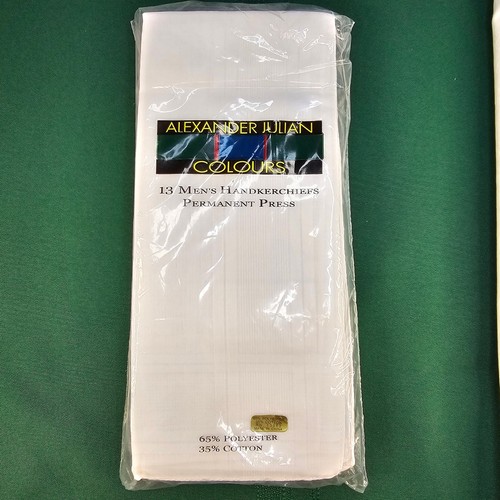 ALEXANDER JULIAN
COLOURS
13 MEN'S HANDKERCHIEFS
PERMANENT PRESS
65% POLYESTER
35% COTTON